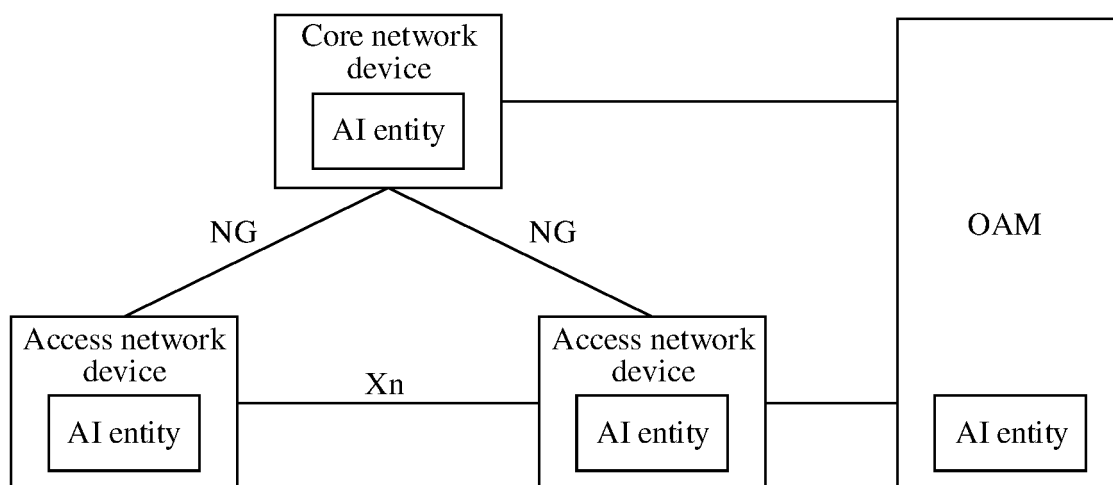 Core network
device
AI entity
NG
NG
OAM
Access network
device
AI entity
Xn
Access network
device
AI entity
AI entity